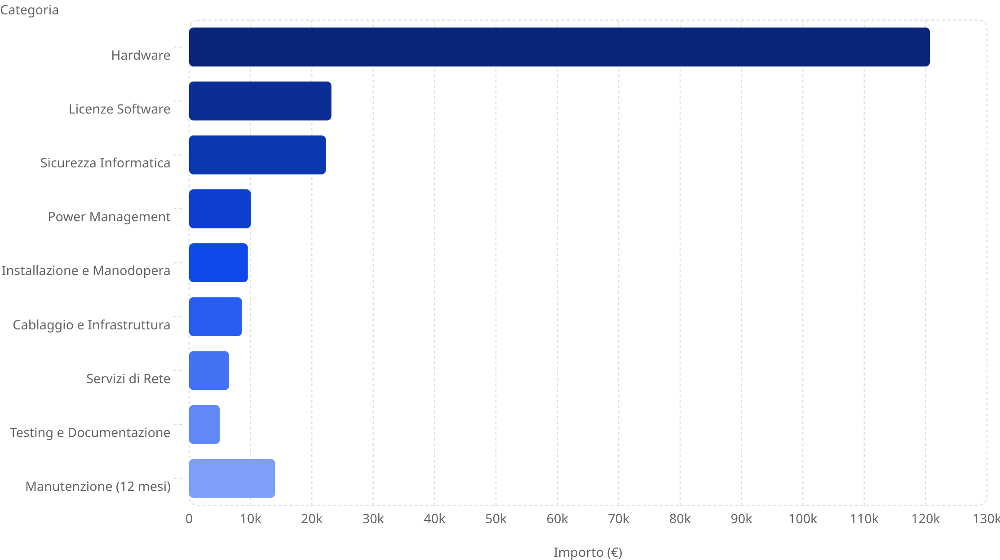 Categoria
Hardware
Licenze Software
Sicurezza Informatica
Power Management
Installazione e Manodopera
Cablaggio e Infrastruttura
Servizi di Rete
Testing e Documentazione
Manutenzione (12 mesi)
0 10k 20k 30k 40k 50k 60k 70k 80k 90k 100k 110k 120k 130k
Importo (€)